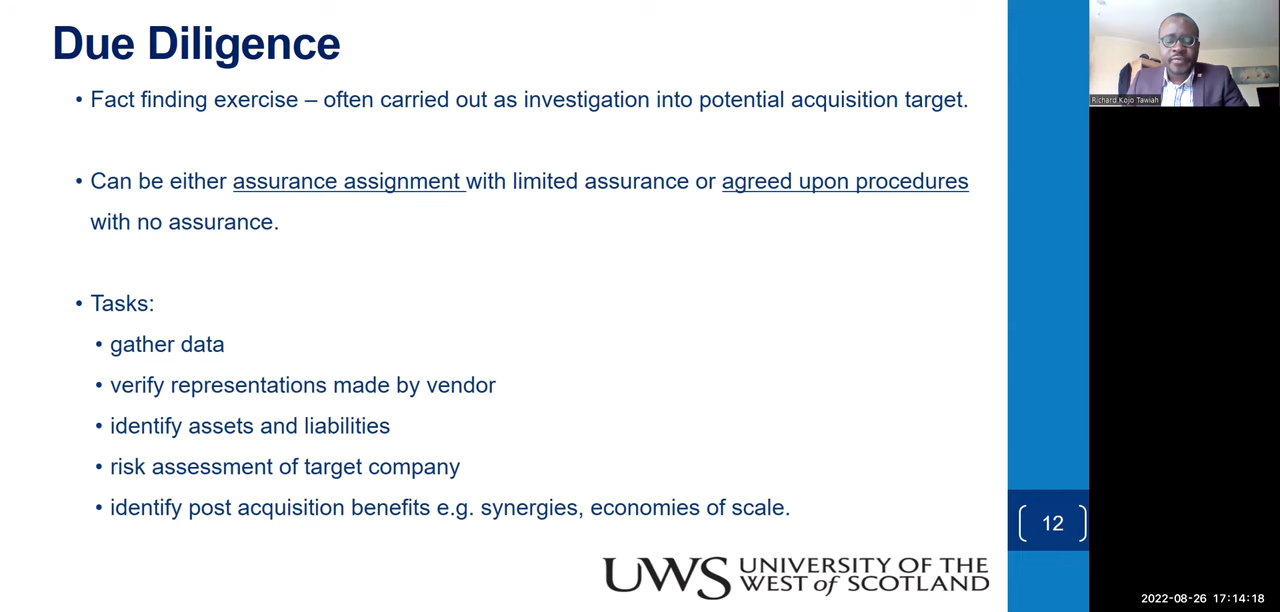 Due Diligence
• Fact finding exercise – often carried out as investigation into potential acquisition target.
• Can be either assurance assignment with limited assurance or agreed upon procedures
with no assurance.
• Tasks:
• gather data
• verify representations made by vendor
• identify assets and liabilities
• risk assessment of target company
• identify post acquisition benefits e.g. synergies, economies of scale.
12
UWS UNIVERSITY OF THE
WEST of SCOTLAND
Richard Kojo Tawiah
2022-08-26 17:14:18